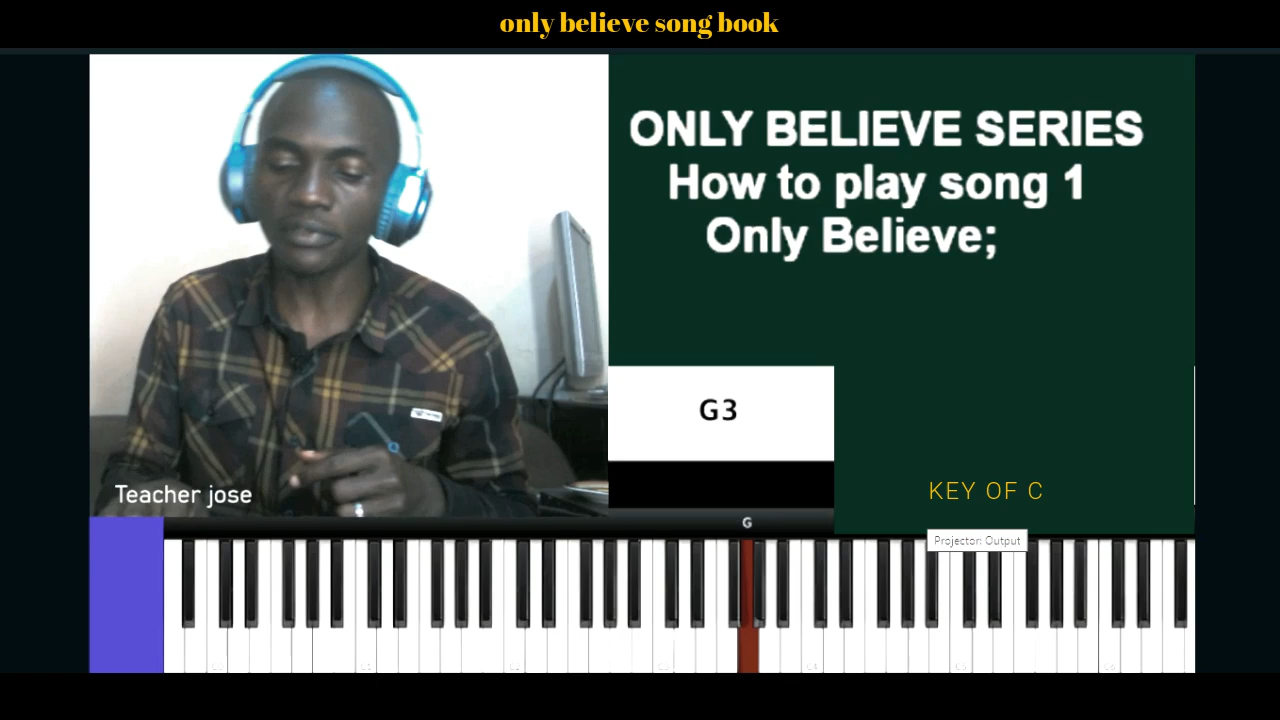 only believe song book
ONLY BELIEVE SERIES
How to play song 1
Only Believe;
G3
KEY OF C
Teacher jose
G
Projector: Output
C4